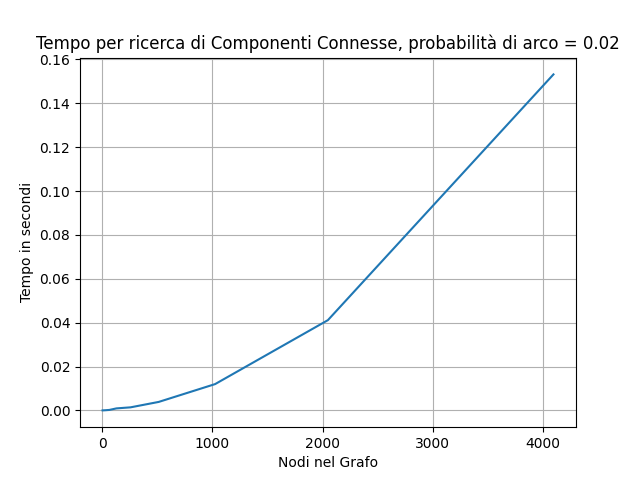 Tempo per ricerca di Componenti Connesse, probabilità di arco = 0.02
0.16
0.14
0.12
0.10
0.08
0.06
0.04
0.02
0.00
Tempo in secondi
0 1000 2000 3000 4000
Nodi nel Grafo